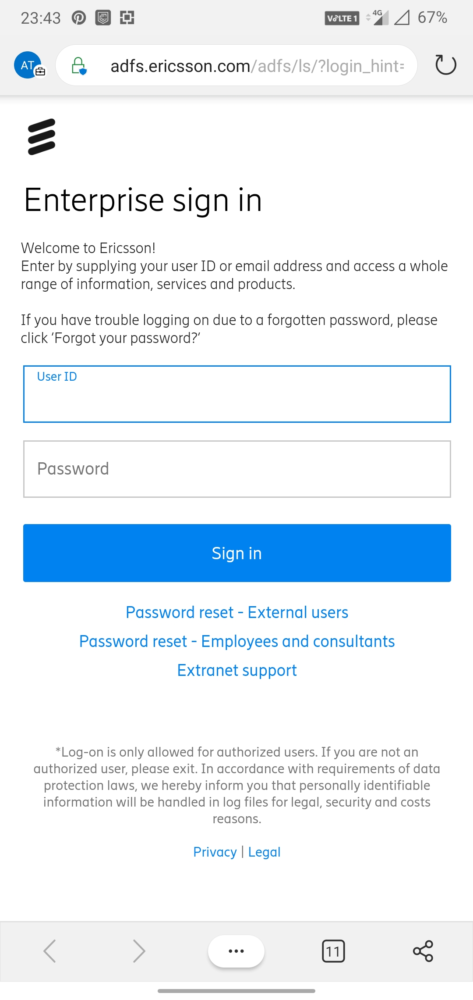 23:43 VoLTE 1 4G 67%
AT adfs.ericsson.com/adfs/ls/?login_hint=
Enterprise sign in
Welcome to Ericsson!
Enter by supplying your user ID or email address and access a whole
range of information, services and products.
If you have trouble logging on due to a forgotten password, please
click ‘Forgot your password?’
User ID
Password
Sign in
Password reset - External users
Password reset - Employees and consultants
Extranet support
*Log-on is only allowed for authorized users. If you are not an
authorized user, please exit. In accordance with requirements of data
protection laws, we hereby inform you that personally identifiable
information will be handled in log files for legal, security and costs
reasons.
Privacy | Legal
11